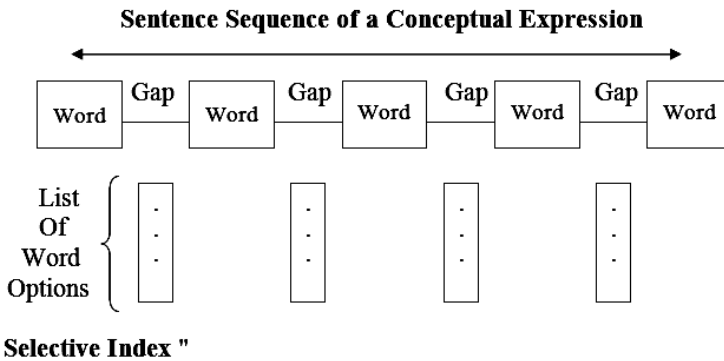 Sentence Sequence of a Conceptual Expression
Gap Gap Gap Gap
Word Word Word Word Word
List
Of
Word
Options
Selective Index "